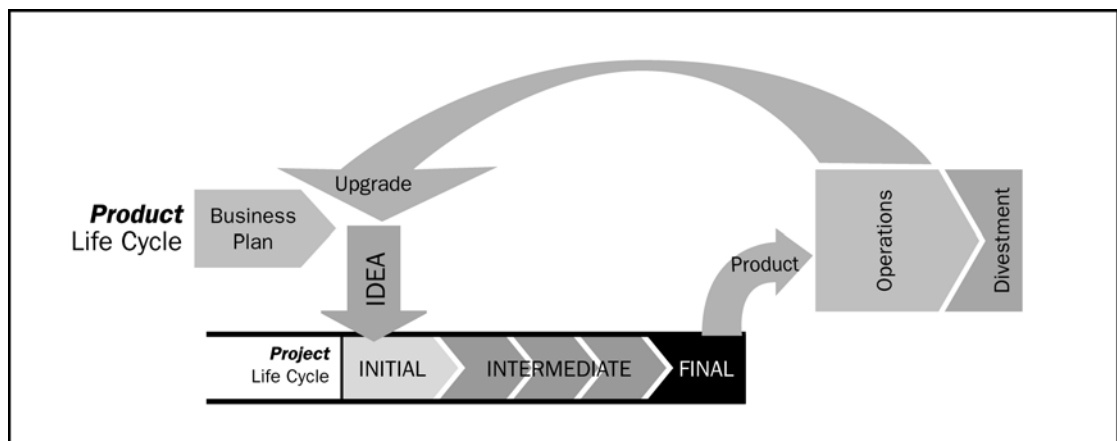 Upgrade
Product
Life Cycle
Business
Plan
IDEA
Product
Operations
Divestment
Project
Life Cycle
INITIAL
INTERMEDIATE
FINAL